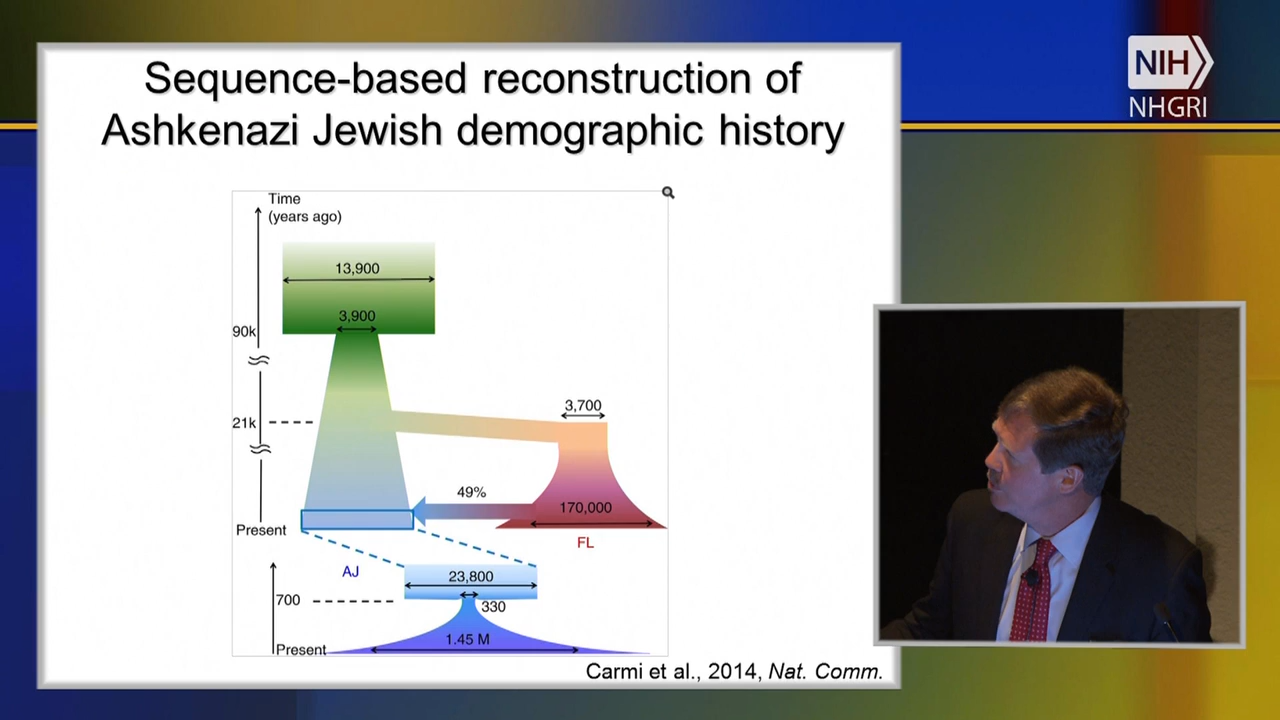 Sequence-based reconstruction of
Ashkenazi Jewish demographic history
NIH
NHGRI
Time
(years ago)
13,900
3,900
90k
3,700
21k
49%
170,000
Present
FL
AJ
23,800
700
330
1.45 M
Present
Carmi et al., 2014, Nat. Comm.